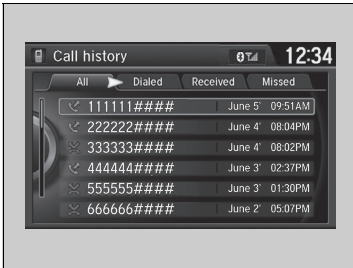 Call history 12:34
All Dialed Received Missed
111111#### June 5' 09:51AM
222222#### June 4' 08:04PM
333333#### June 4' 08:02PM
444444#### June 3' 02:37PM
555555#### June 3' 01:30PM
666666#### June 2' 05:07PM